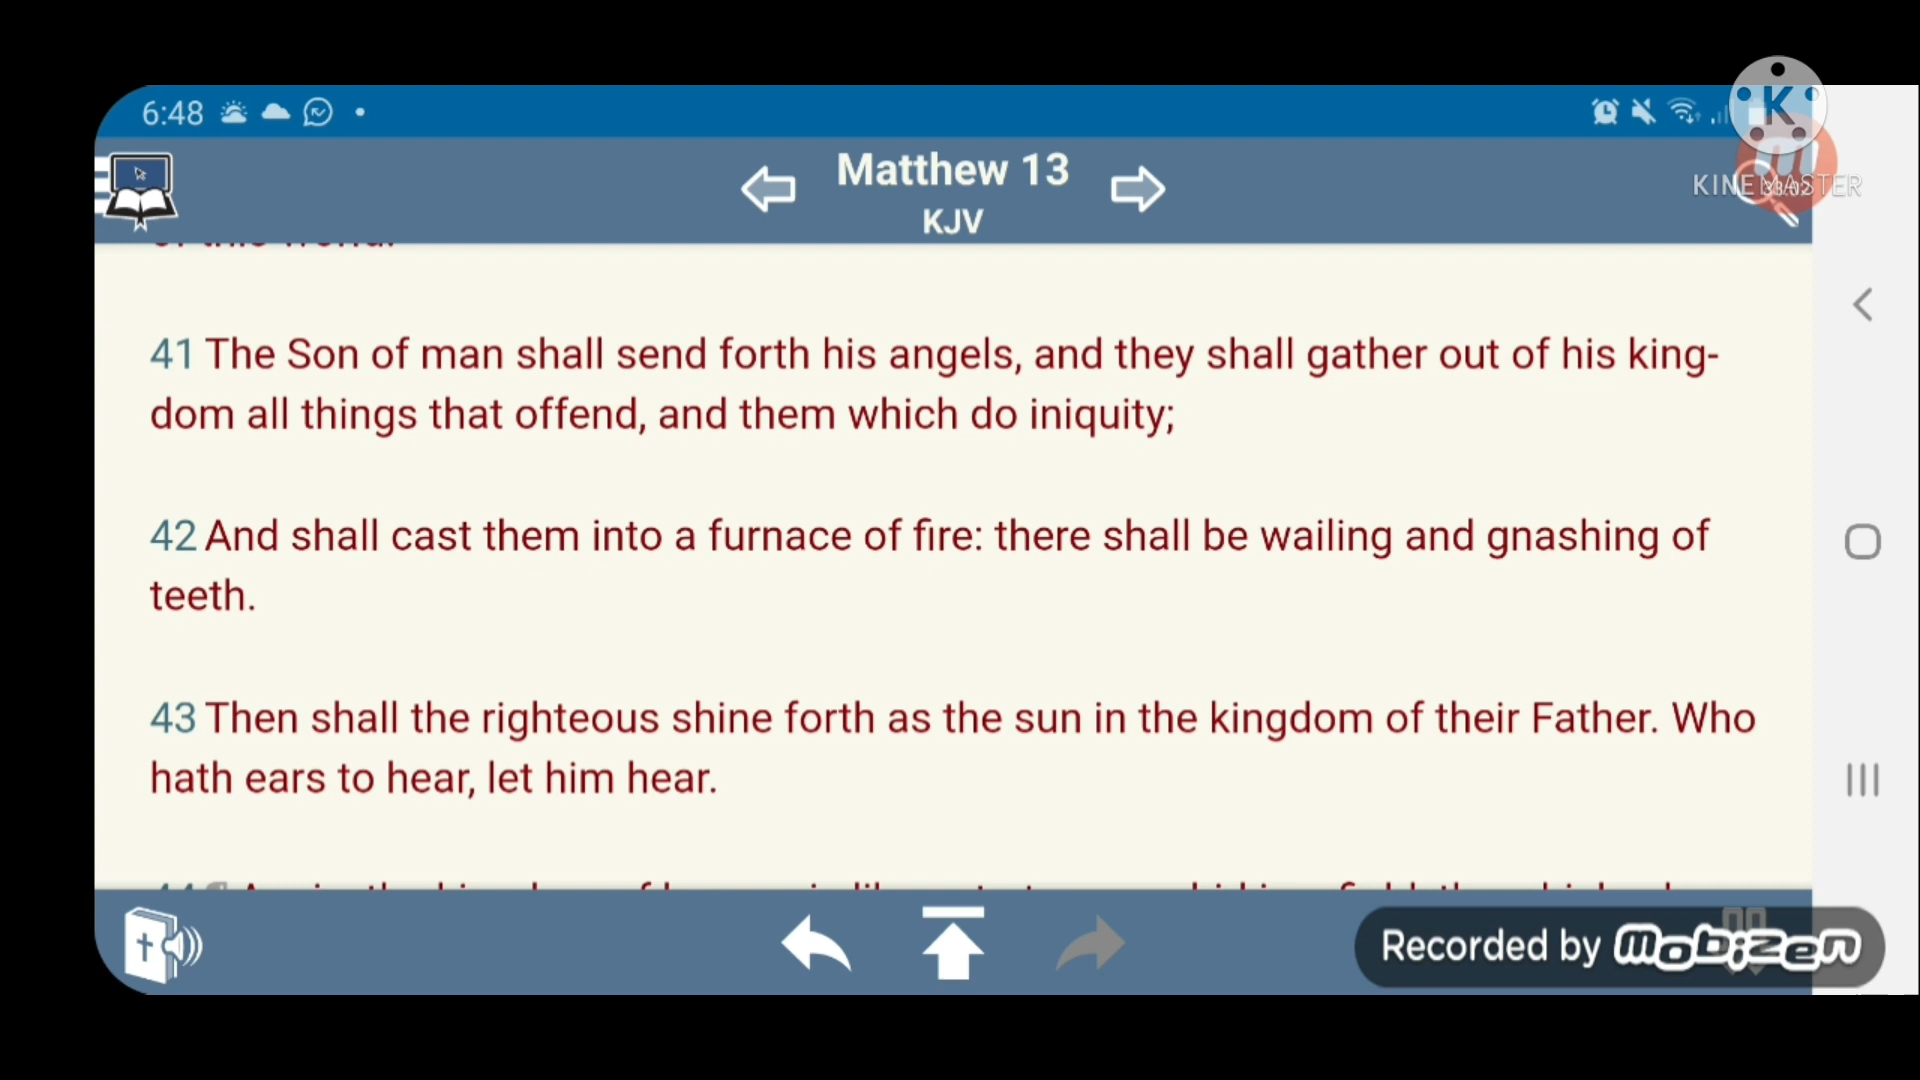 6:48
Matthew 13
KJV
KINEMASTER
of this world.
41 The Son of man shall send forth his angels, and they shall gather out of his king-
dom all things that offend, and them which do iniquity;
42 And shall cast them into a furnace of fire: there shall be wailing and gnashing of
teeth.
43 Then shall the righteous shine forth as the sun in the kingdom of their Father. Who
hath ears to hear, let him hear.
Recorded by mobizen